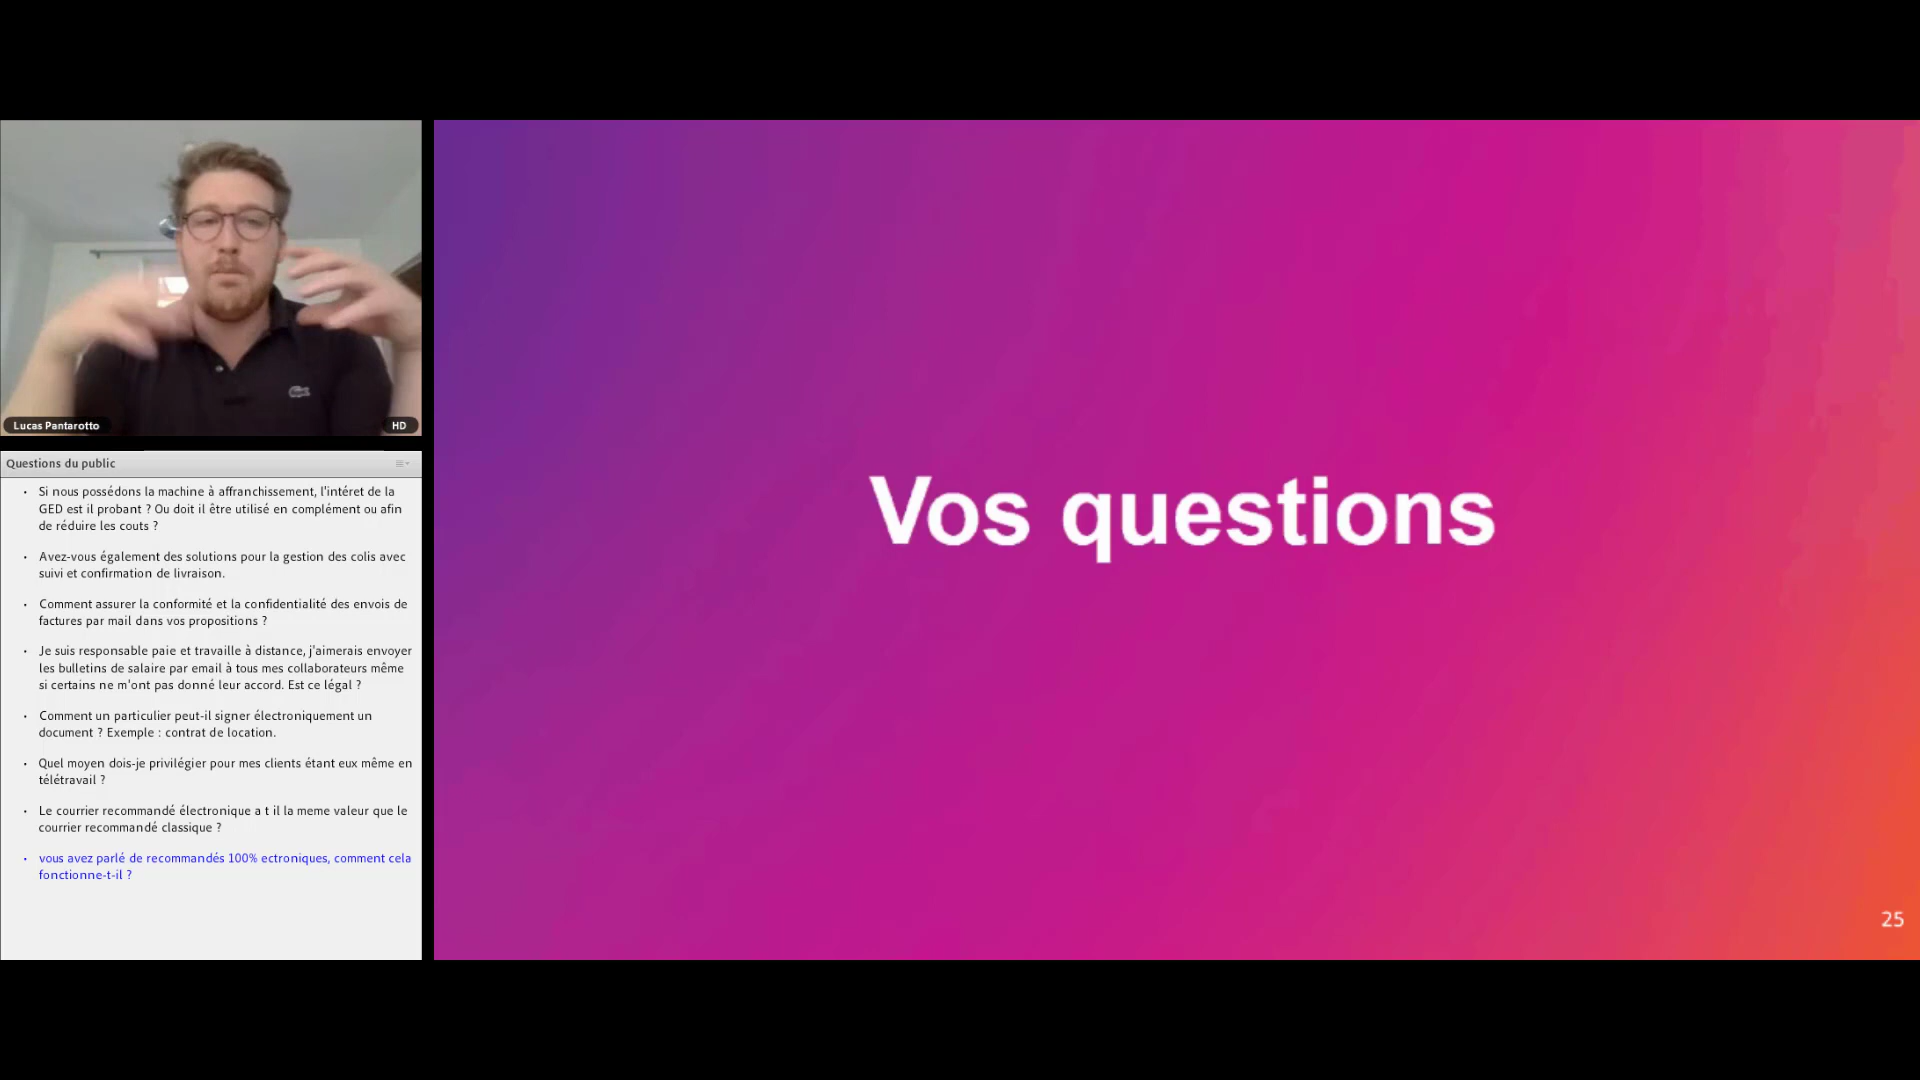 Lucas Pantarotto
HD
Questions du public
• Si nous possédons la machine à affranchissement, l'intéret de la
GED est il probant ? Ou doit il être utilisé en complément ou afin
de réduire les couts ?
• Avez-vous également des solutions pour la gestion des colis avec
suivi et confirmation de livraison.
• Comment assurer la conformité et la confidentialité des envois de
factures par mail dans vos propositions ?
• Je suis responsable paie et travaille à distance, j'aimerais envoyer
les bulletins de salaire par email à tous mes collaborateurs même
si certains ne m'ont pas donné leur accord. Est ce légal ?
• Comment un particulier peut-il signer électroniquement un
document ? Exemple : contrat de location.
• Quel moyen dois-je privilégier pour mes clients étant eux même en
télétravail ?
• Le courrier recommandé électronique a t il la meme valeur que le
courrier recommandé classique ?
• vous avez parlé de recommandés 100% ectroniques, comment cela
fonctionne-t-il ?
Vos questions
25